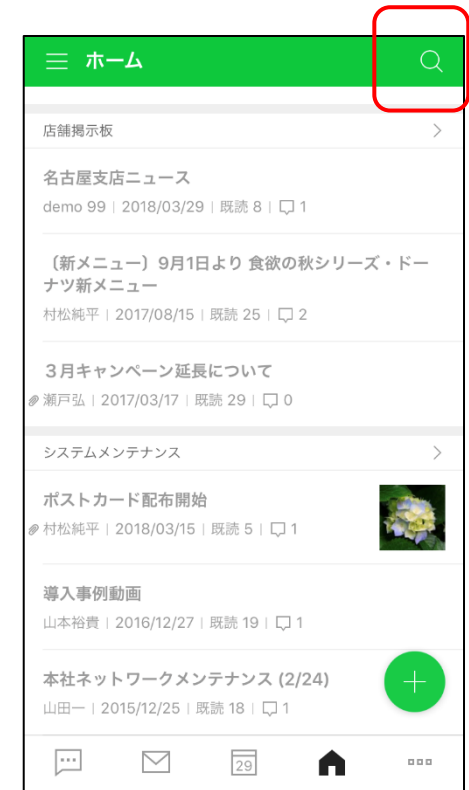 ホーム
店舗掲示板
名古屋支店ニュース
demo 99 | 2018/03/29 | 既読 8 | 1
〔新メニュー〕9月1日より 食欲の秋シリーズ・ドー
ナツ新メニュー
村松純平 | 2017/08/15 | 既読 25 | 2
３月キャンペーン延長について
瀬戸弘 | 2017/03/17 | 既読 29 | 0
システムメンテナンス
ポストカード配布開始
村松純平 | 2018/03/15 | 既読 5 | 1
導入事例動画
山本裕貴 | 2016/12/27 | 既読 19 | 1
本社ネットワークメンテナンス (2/24)
山田一 | 2015/12/25 | 既読 18 | 1
29